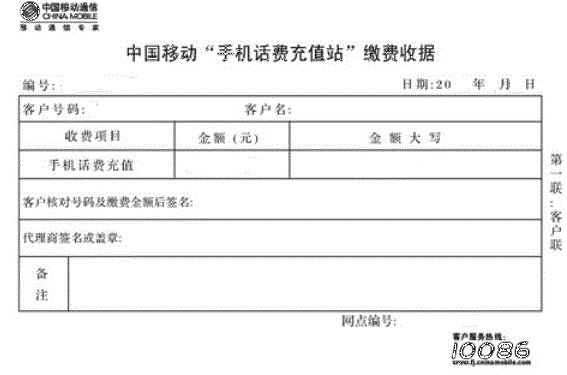 中国移动通信
CHINA MOBILE
移动通信专家
中国移动“手机话费充值站”缴费收据
编号: 日期:20 年 月 日
客户号码: 客户名:
收费项目 金额(元) 金额大写
手机话费充值
客户核对号码及缴费金额后签名:
代理商签名或盖章:
备注
第一联:客户联
网点编号:
客户服务热线:
10086
www.fj.chinamobile.com